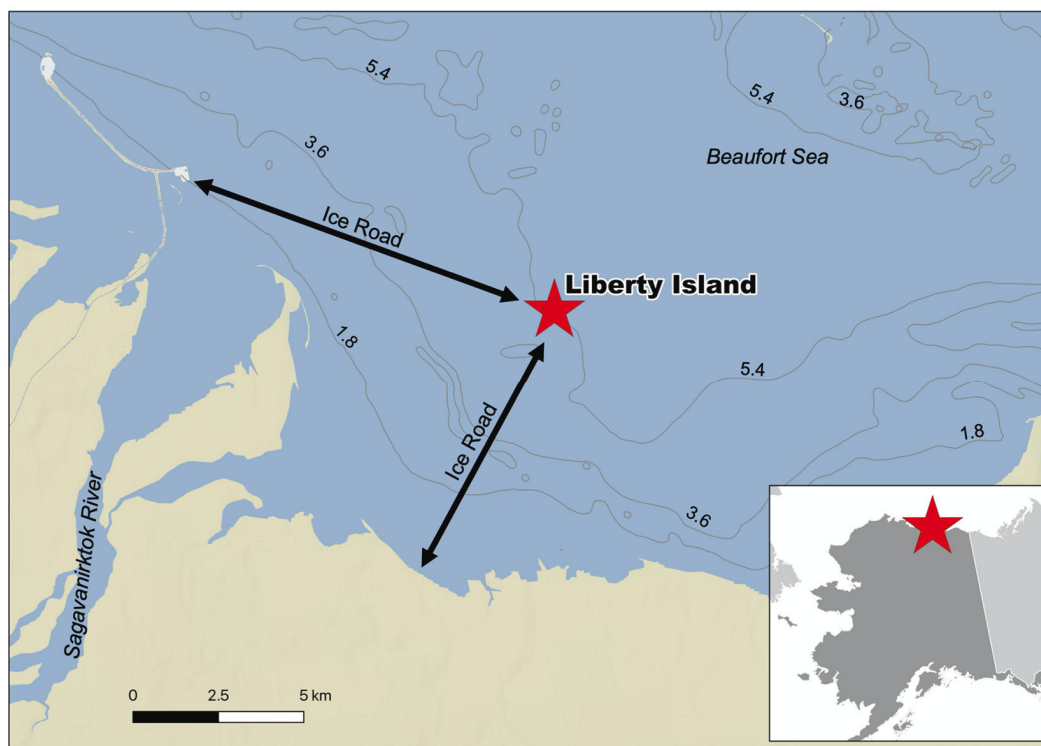 5.4
5.4
3.6
3.6
Beaufort Sea
Ice Road
Liberty Island
1.8
5.4
Ice Road
1.8
3.6
Sagavanirktok River
0 2.5 5 km